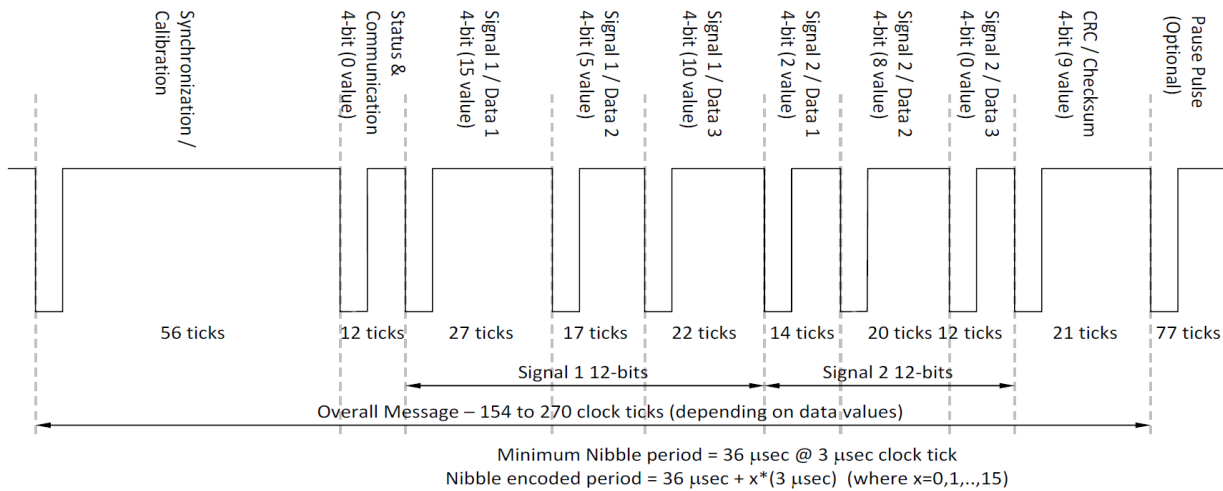 Synchronization /
Calibration
Status &
Communication
4-bit (0 value)
Signal 1 / Data 1
4-bit (15 value)
Signal 1 / Data 2
4-bit (5 value)
Signal 1 / Data 3
4-bit (10 value)
Signal 2 / Data 1
4-bit (2 value)
Signal 2 / Data 2
4-bit (8 value)
Signal 2 / Data 3
4-bit (0 value)
CRC / Checksum
4-bit (9 value)
Pause Pulse
(Optional)
56 ticks
12 ticks
27 ticks
17 ticks
22 ticks
14 ticks
20 ticks
12 ticks
21 ticks
77 ticks
Signal 1 12-bits
Signal 2 12-bits
Overall Message – 154 to 270 clock ticks (depending on data values)
Minimum Nibble period = 36 μsec @ 3 μsec clock tick
Nibble encoded period = 36 μsec + x*(3 μsec) (where x=0,1,..,15)